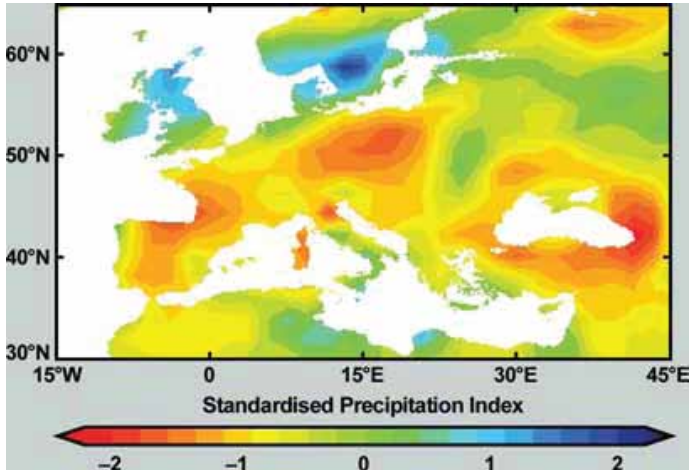 60°N
50°N
40°N
30°N
15°W 0 15°E 30°E 45°E
Standardised Precipitation Index
–2 –1 0 1 2